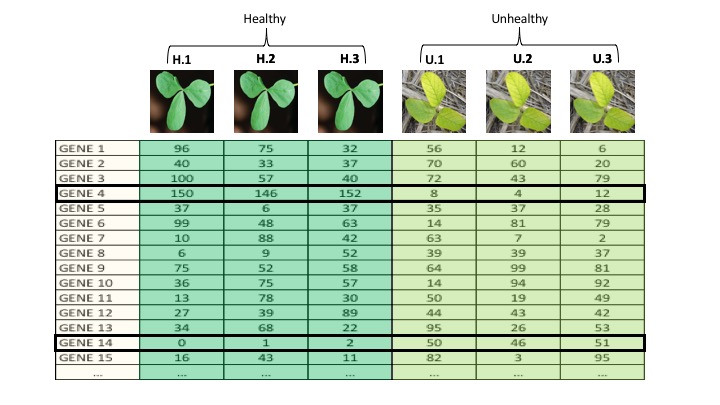 Healthy Unhealthy
H.1 H.2 H.3 U.1 U.2 U.3
GENE 1 96 75 32 56 12 6
GENE 2 40 33 37 70 60 20
GENE 3 100 57 40 72 43 79
GENE 4 150 146 152 8 4 12
GENE 5 37 6 37 35 37 28
GENE 6 99 48 63 14 81 79
GENE 7 10 88 42 63 7 2
GENE 8 6 9 52 39 39 37
GENE 9 75 52 58 64 99 81
GENE 10 36 75 57 14 94 92
GENE 11 13 78 30 50 19 49
GENE 12 27 39 89 44 43 42
GENE 13 34 68 22 95 26 53
GENE 14 0 1 2 50 46 51
GENE 15 16 43 11 82 3 95
... ... ... ... ... ... ...